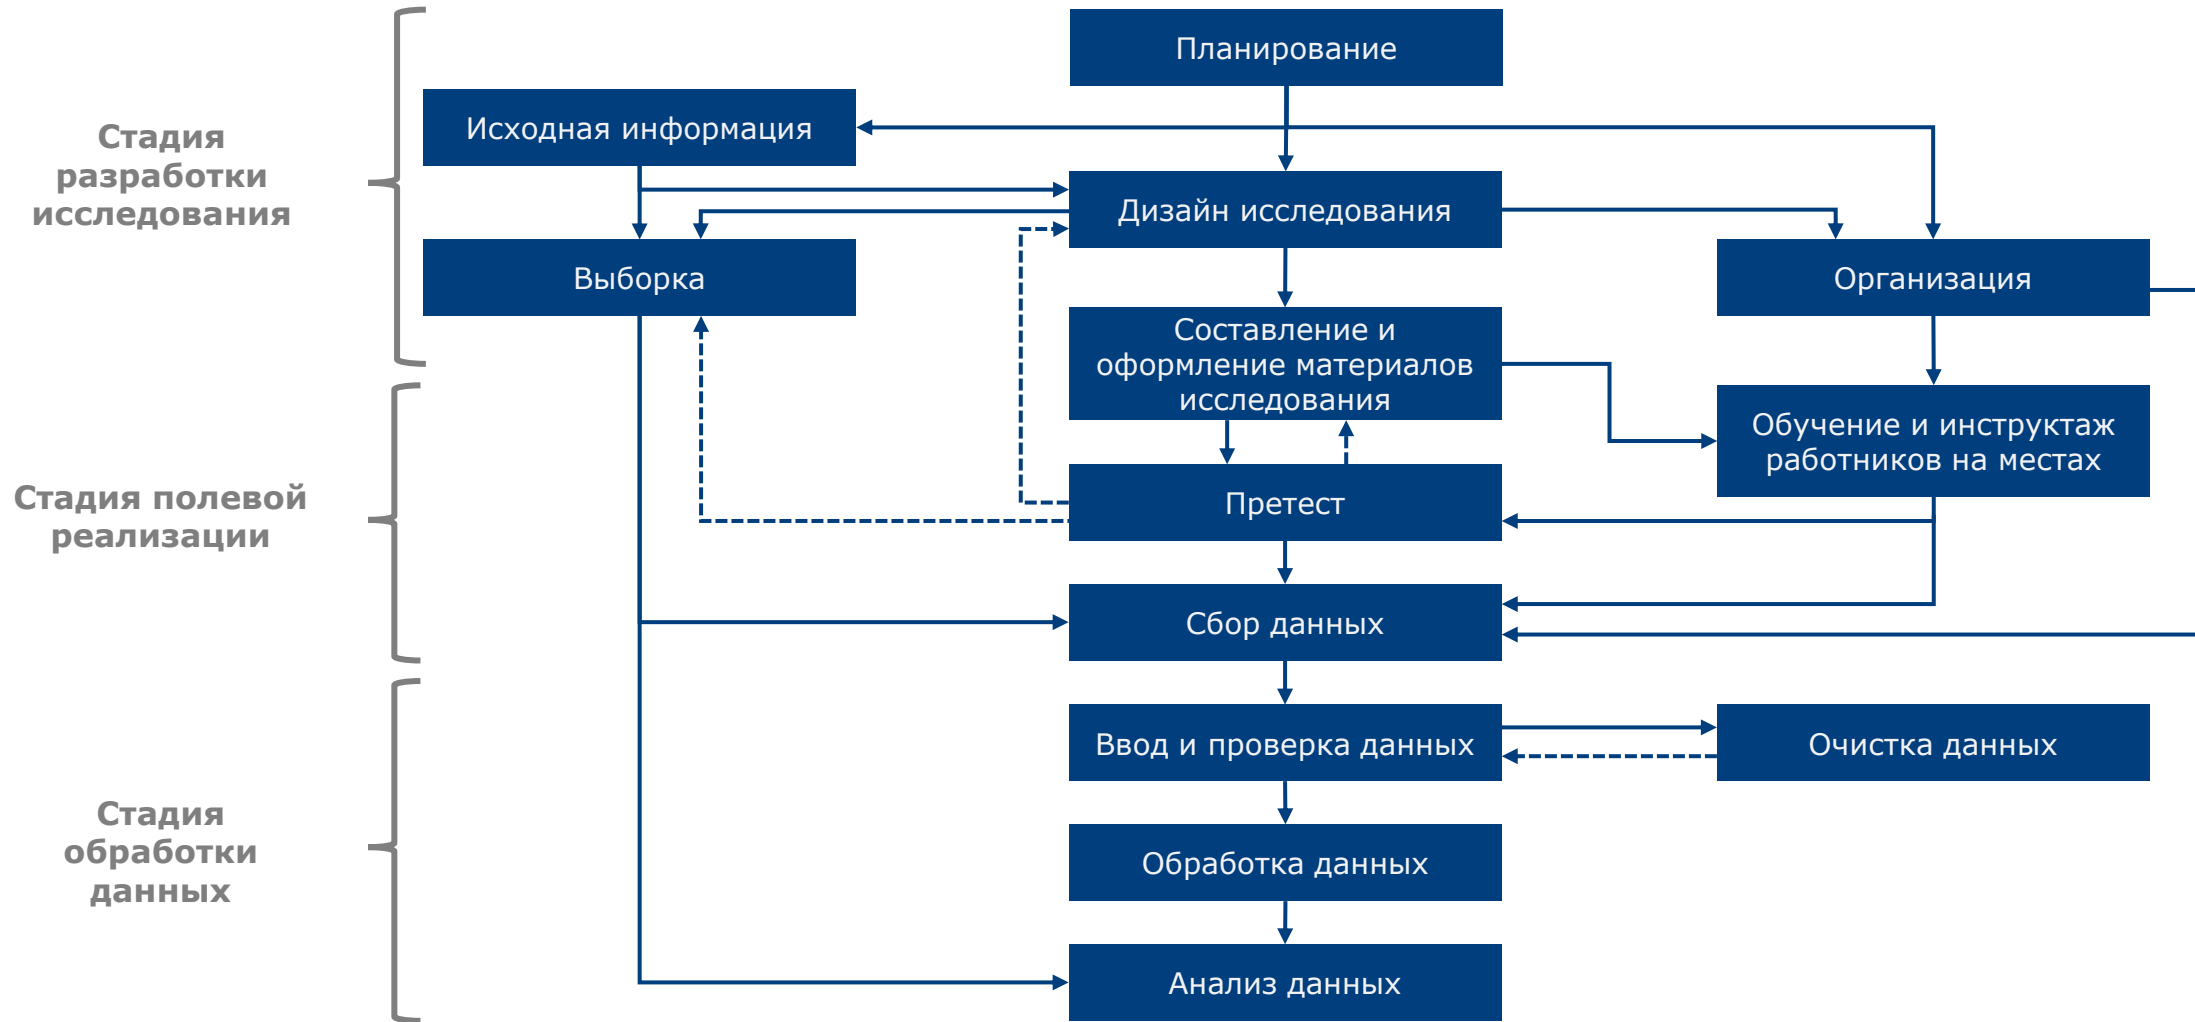 Планирование
Исходная информация
Стадия
разработки
исследования
Дизайн исследования
Выборка
Организация
Составление и
оформление материалов
исследования
Обучение и инструктаж
работников на местах
Стадия полевой
реализации
Претест
Сбор данных
Ввод и проверка данных
Очистка данных
Стадия
обработки
данных
Обработка данных
Анализ данных